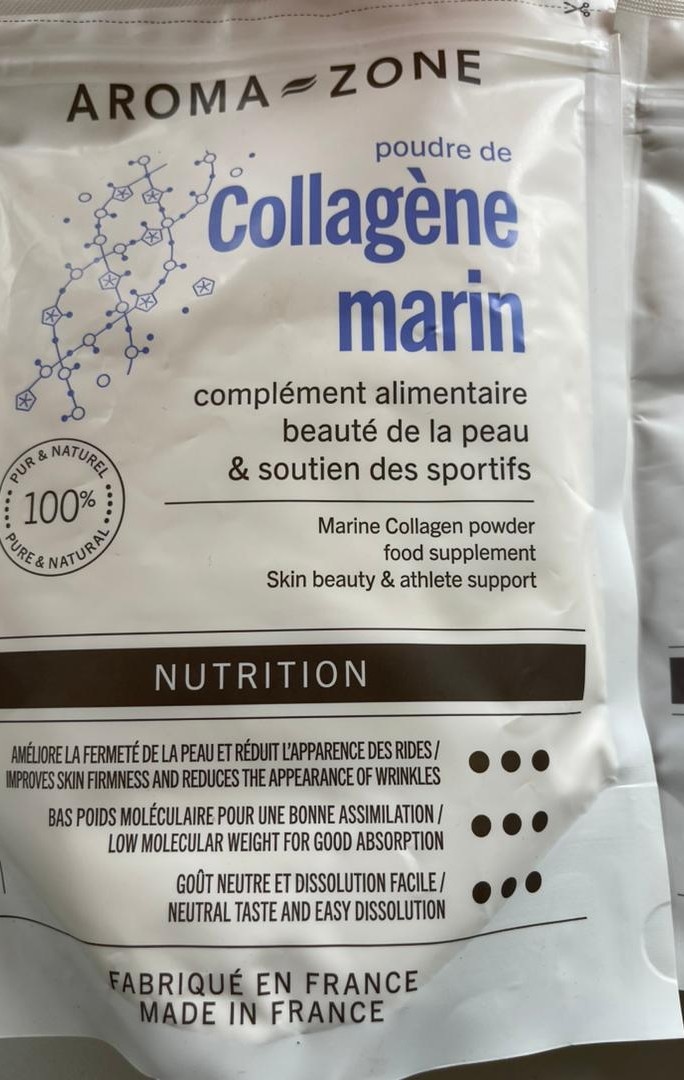 AROMA-ZONE
poudre de
Collagène
marin
complément alimentaire
beauté de la peau
& soutien des sportifs
PUR & NATUREL
100%
PURE & NATURAL
Marine Collagen powder
food supplement
Skin beauty & athlete support
NUTRITION
AMÉLIORE LA FERMETÉ DE LA PEAU ET RÉDUIT L'APPARENCE DES RIDES /
IMPROVES SKIN FIRMNESS AND REDUCES THE APPEARANCE OF WRINKLES
BAS POIDS MOLÉCULAIRE POUR UNE BONNE ASSIMILATION /
LOW MOLECULAR WEIGHT FOR GOOD ABSORPTION
GOÛT NEUTRE ET DISSOLUTION FACILE /
NEUTRAL TASTE AND EASY DISSOLUTION
FABRIQUÉ EN FRANCE
MADE IN FRANCE